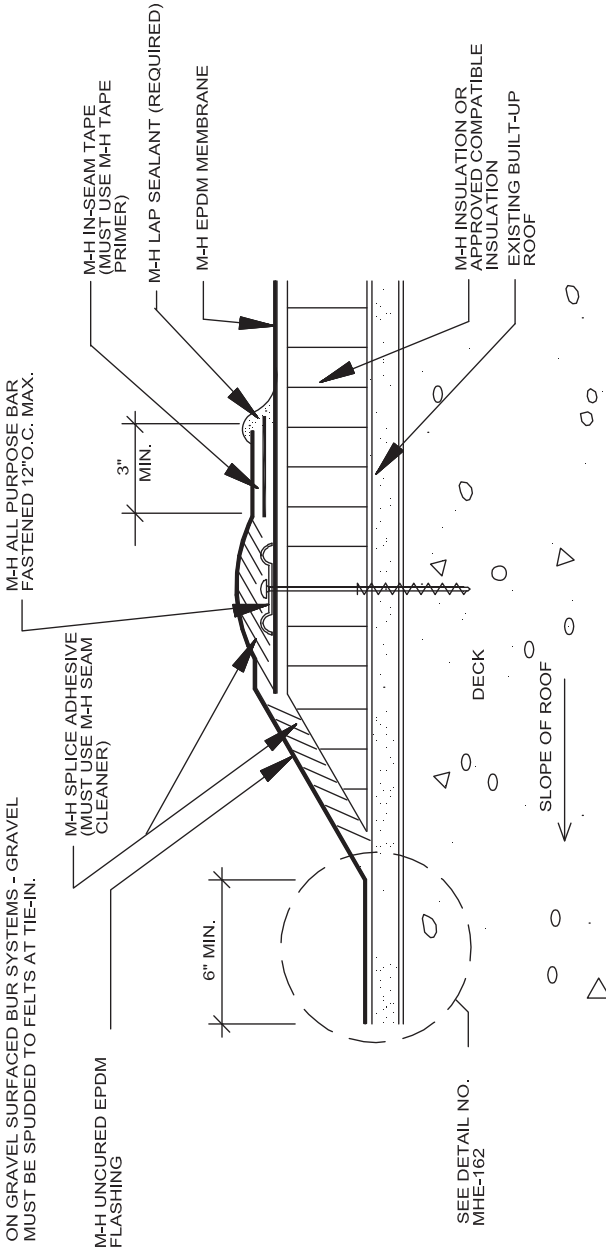 ON GRAVEL SURFACED BUR SYSTEMS - GRAVEL
MUST BE SPUDDED TO FELTS AT TIE-IN.
M-H UNCURED EPDM
FLASHING
M-H SPLICE ADHESIVE
(MUST USE M-H SEAM
CLEANER)
M-H ALL PURPOSE BAR
FASTENED 12"O.C. MAX.
M-H IN-SEAM TAPE
(MUST USE M-H TAPE
PRIMER)
M-H LAP SEALANT (REQUIRED)
M-H EPDM MEMBRANE
3"
MIN.
6" MIN.
M-H INSULATION OR
APPROVED COMPATIBLE
INSULATION
EXISTING BUILT-UP
ROOF
DECK
SLOPE OF ROOF
SEE DETAIL NO.
MHE-162